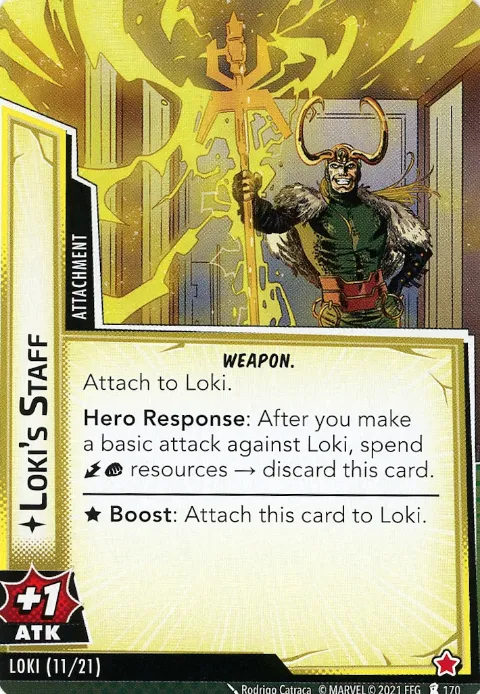 ATTACHMENT
LOKI'S STAFF
WEAPON.
Attach to Loki.
Hero Response: After you make
a basic attack against Loki, spend
resources → discard this card.
★ Boost: Attach this card to Loki.
+1
ATK
LOKI (11/21)
Rodrigo Catraca © MARVEL © 2021 FFG 170